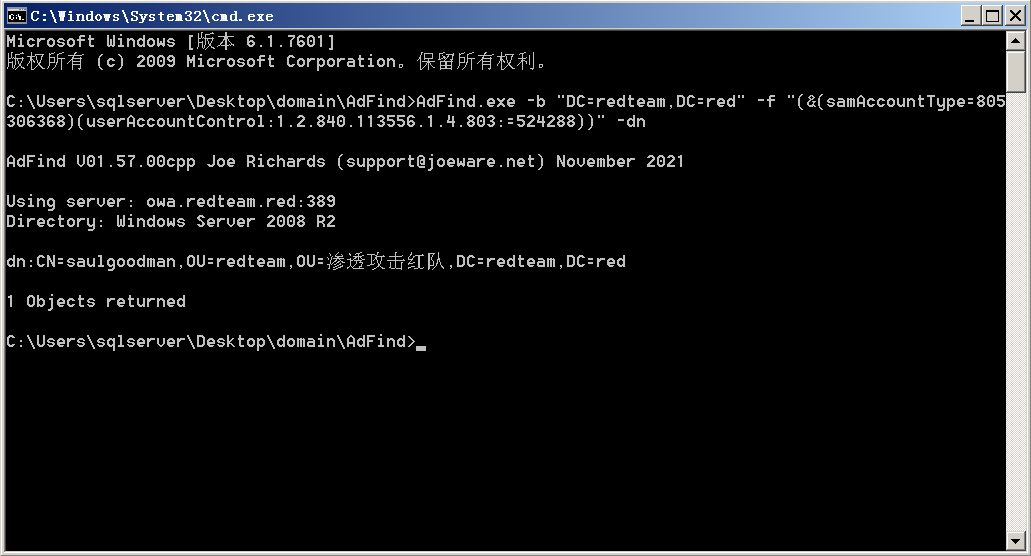 C:\Windows\System32\cmd.exe
Microsoft Windows [版本 6.1.7601]
版权所有 (c) 2009 Microsoft Corporation。保留所有权利。
C:\Users\sqlserver\Desktop\domain\AdFind>AdFind.exe -b "DC=redteam,DC=red" -f "(&(samAccountType=805
306368)(userAccountControl:1.2.840.113556.1.4.803:=524288))" -dn
AdFind V01.57.00cpp Joe Richards (support@joeware.net) November 2021
Using server: owa.redteam.red:389
Directory: Windows Server 2008 R2
dn:CN=saulgoodman,OU=redteam,OU=渗透攻击红队,DC=redteam,DC=red
1 Objects returned
C:\Users\sqlserver\Desktop\domain\AdFind>